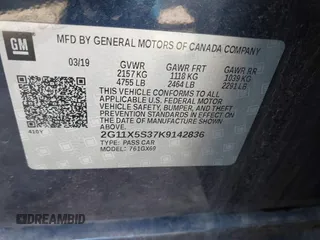 GM
MFD BY GENERAL MOTORS OF CANADA COMPANY
03/19 GVWR GAWR FRT GAWR RR
2157 KG 1118 KG 1039 KG
4755 LB 2464 LB 2291 LB
THIS VEHICLE CONFORMS TO ALL APPLICABLE
U.S. FEDERAL MOTOR VEHICLE SAFETY, BUMPER, AND THEFT
PREVENTION STANDARDS IN EFFECT ON THE DATE
OF MANUFACTURE SHOWN ABOVE.
2G11X5S37K9142836
TYPE: PASS CAR
MODEL: 761GX69
DREAMBID